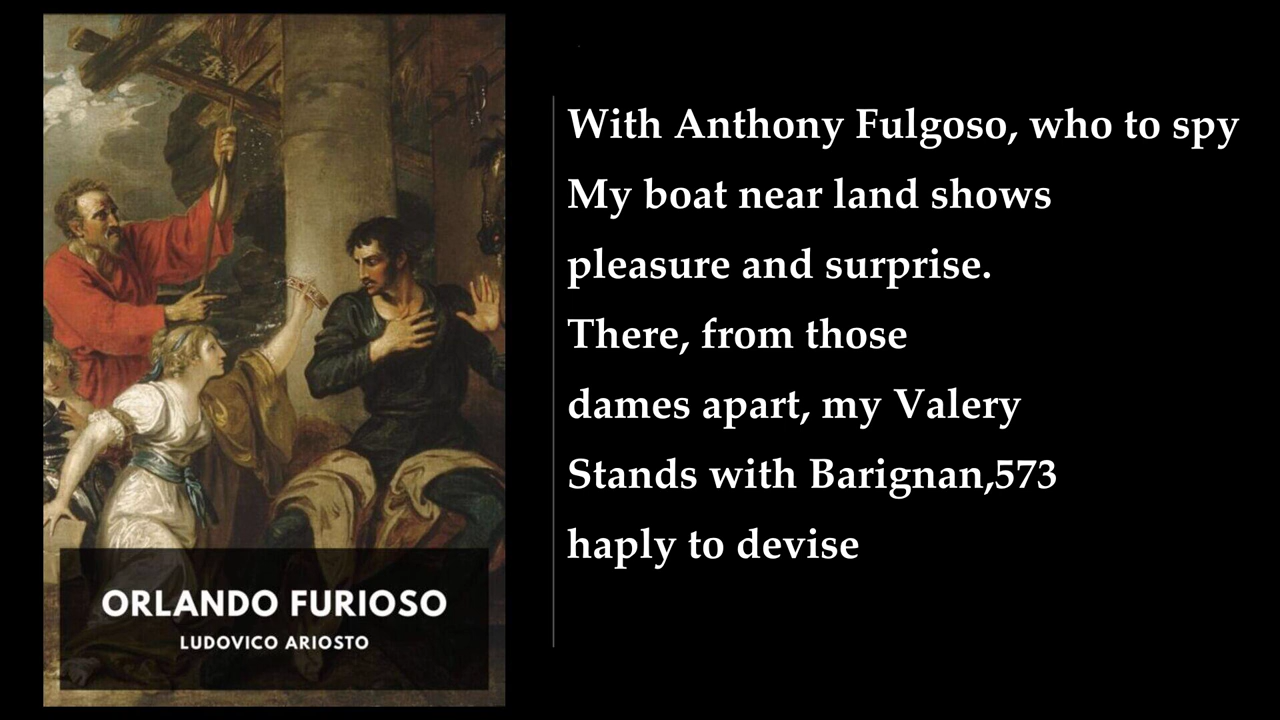 ORLANDO FURIOSO
LUDOVICO ARIOSTO
With Anthony Fulgoso, who to spy
My boat near land shows
pleasure and surprise.
There, from those
dames apart, my Valery
Stands with Barignan,573
haply to devise